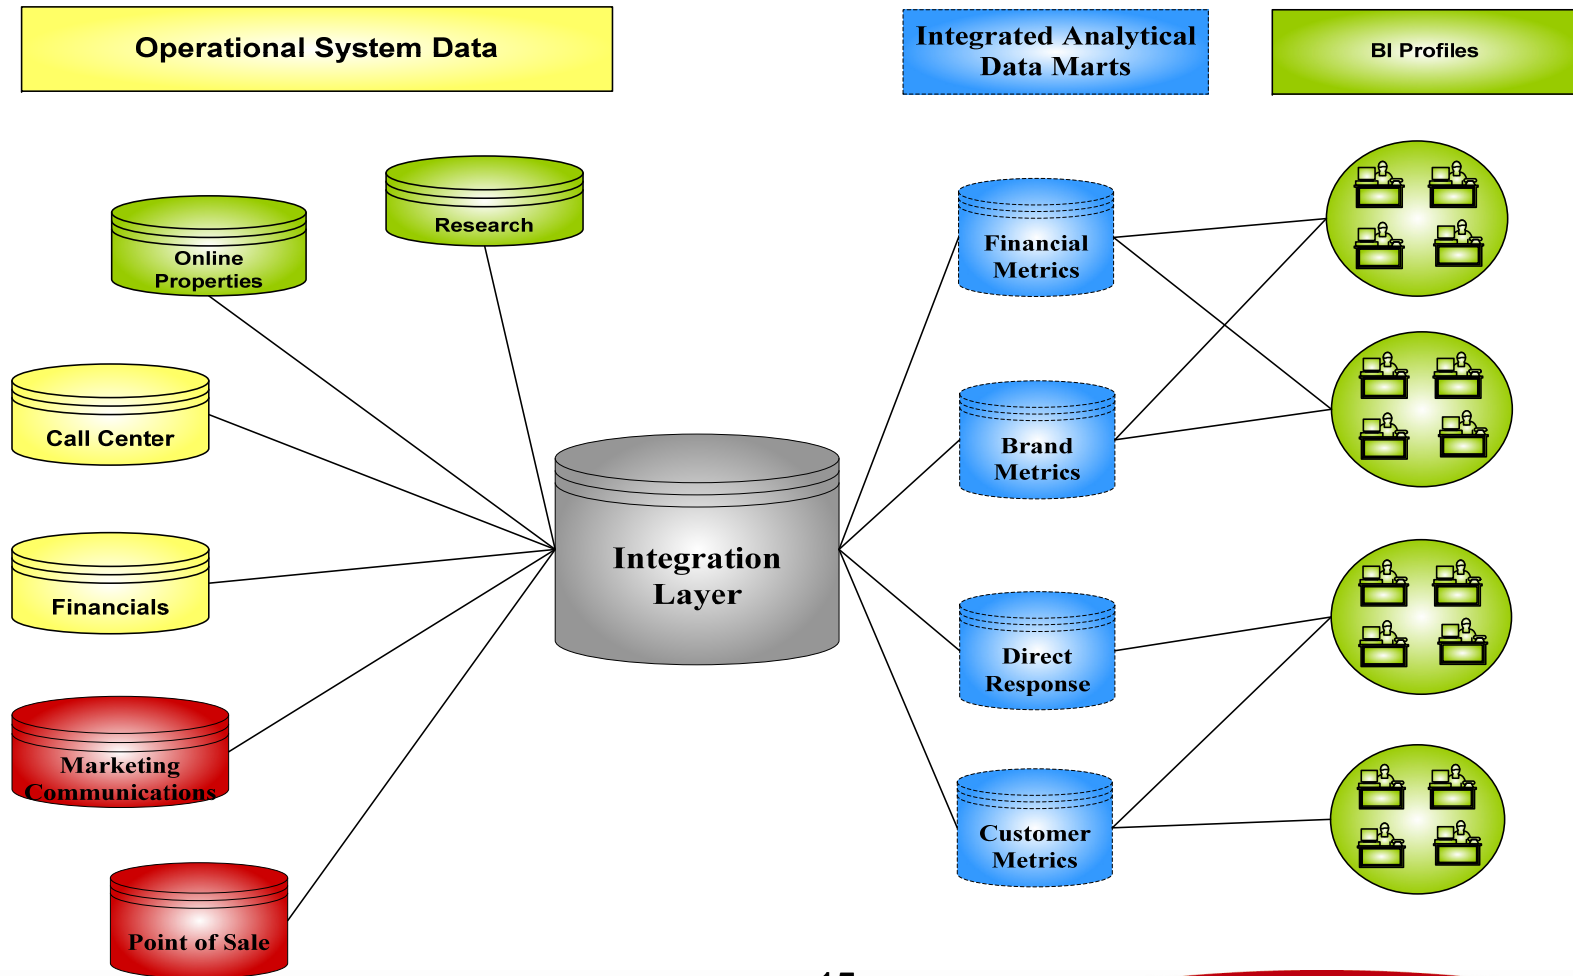 Operational System Data
Integrated Analytical
Data Marts
BI Profiles
Research
Online
Properties
Call Center
Financials
Marketing
Communications
Point of Sale
Integration
Layer
Financial
Metrics
Brand
Metrics
Direct
Response
Customer
Metrics